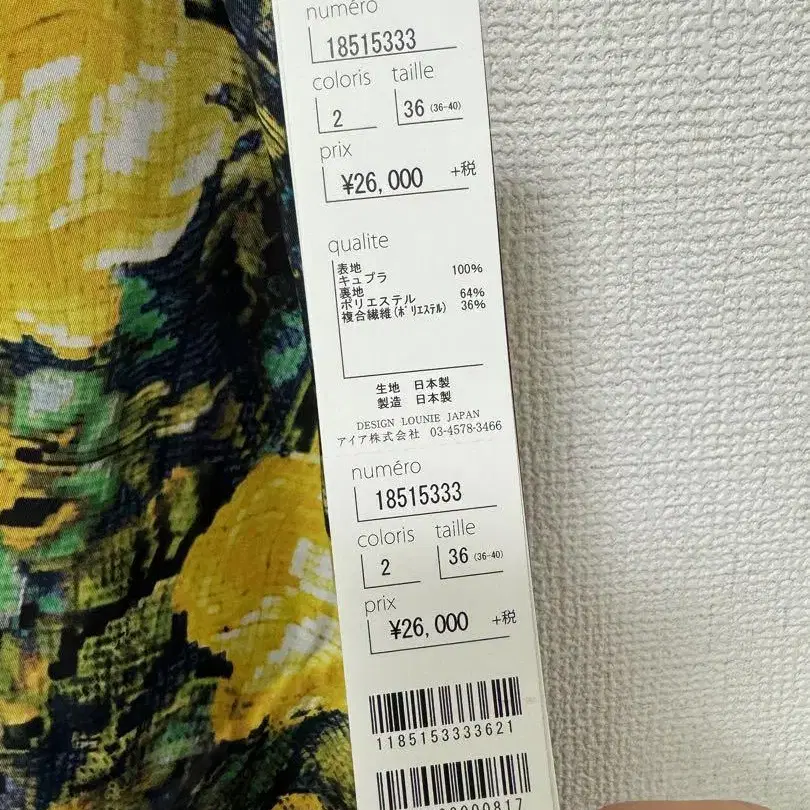 numéro
18515333
coloris taille
2 36 (36-40)
prix
¥26,000 +税
qualite
表地
キュプラ 100%
裏地
ポリエステル 64%
複合繊維(ポリエステル) 36%
生地 日本製
製造 日本製
DESIGN LOUNIE JAPAN
アイア株式会社 03-4578-3466
numéro
18515333
coloris taille
2 36 (36-40)
prix
¥26,000 +税
1185153333621